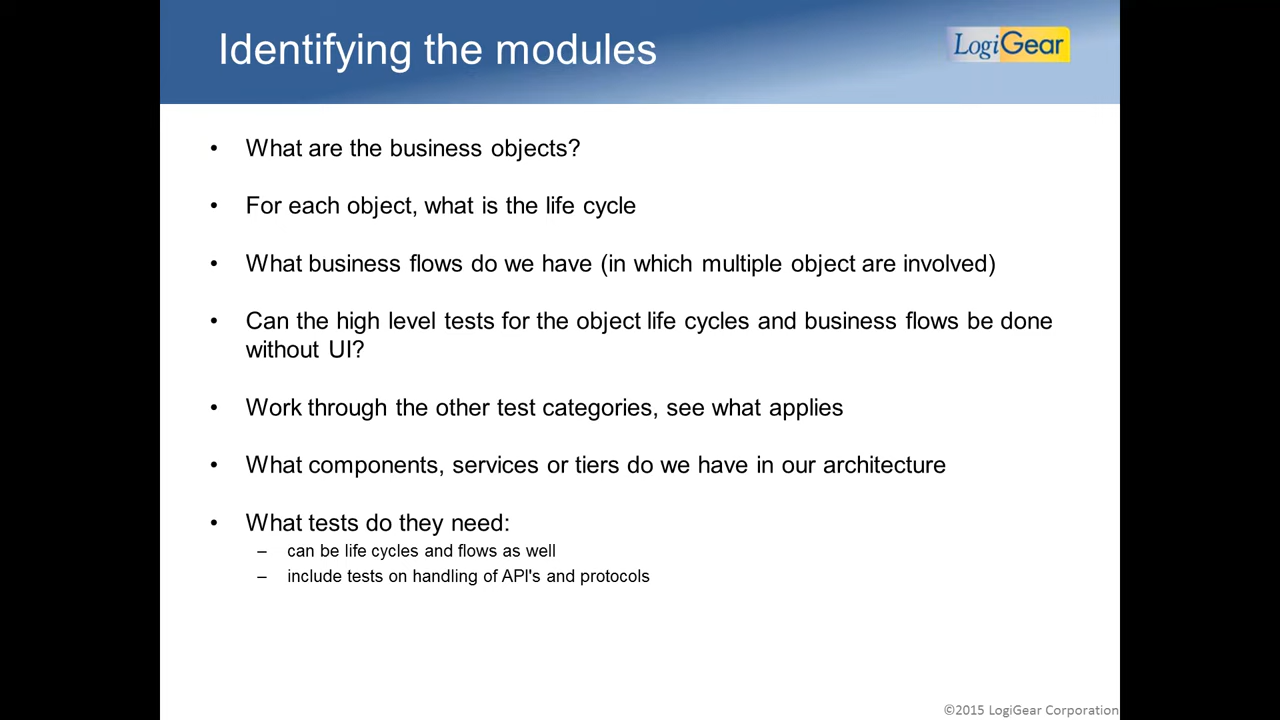 Identifying the modules
LogiGear
• What are the business objects?
• For each object, what is the life cycle
• What business flows do we have (in which multiple object are involved)
• Can the high level tests for the object life cycles and business flows be done
without UI?
• Work through the other test categories, see what applies
• What components, services or tiers do we have in our architecture
• What tests do they need:
– can be life cycles and flows as well
– include tests on handling of API's and protocols
©2015 LogiGear Corporation